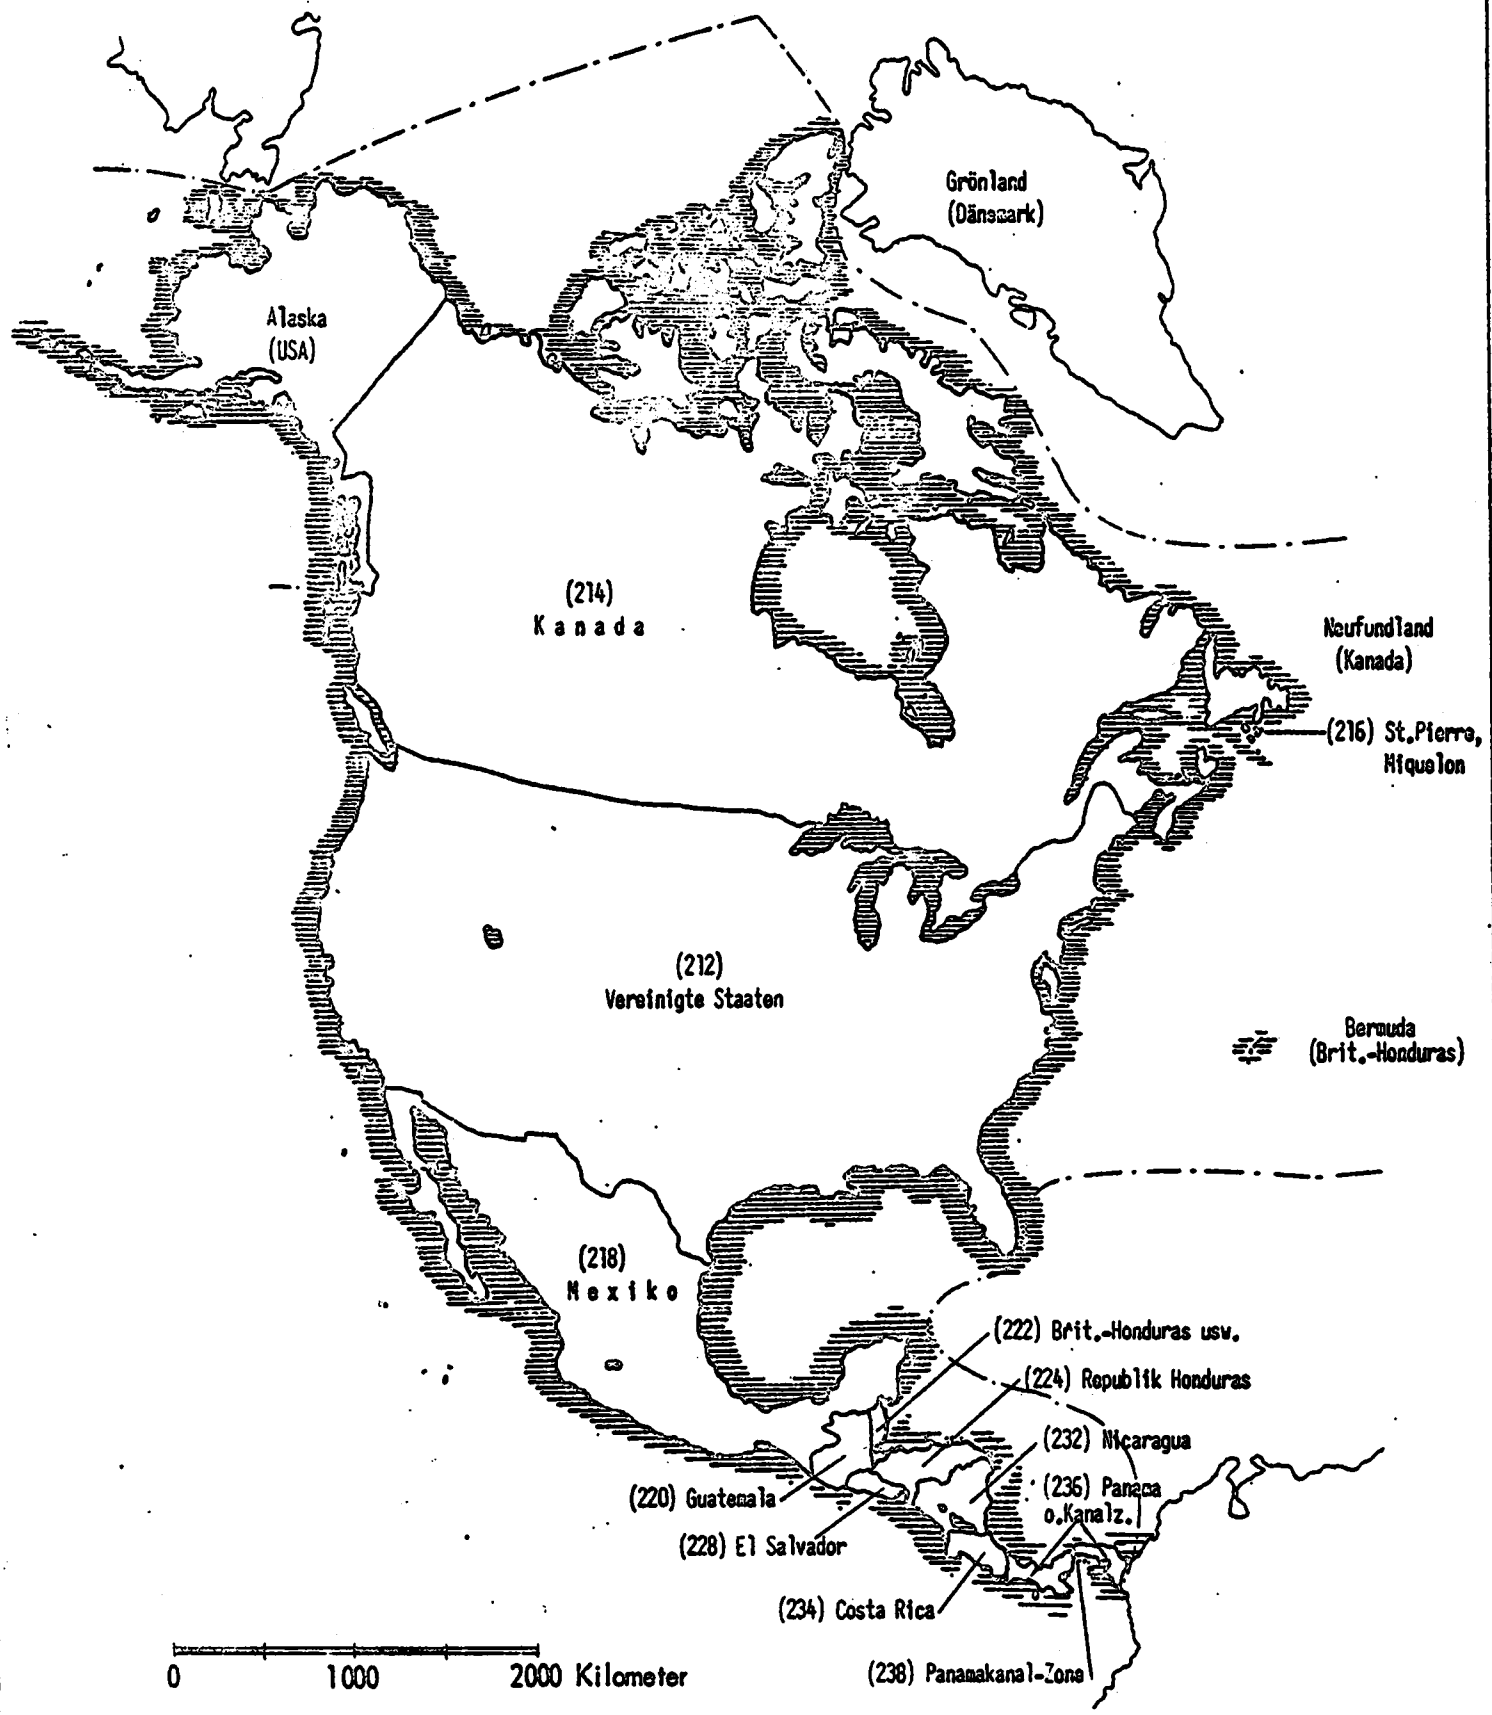 Grönland
(Dänemark)
Alaska
(USA)
(214)
Kanada
Neufundland
(Kanada)
(216) St.Pierre,
Miquelon
(212)
Vereinigte Staaten
Bermuda
(Brit.-Honduras)
(218)
Mexiko
(222) Brit.-Honduras usw.
(224) Republik Honduras
(232) Nicaragua
(236) Panama
o.Kanalz.
(220) Guatemala
(228) El Salvador
(234) Costa Rica
(238) Panamakanal-Zone
0 1000 2000 Kilometer